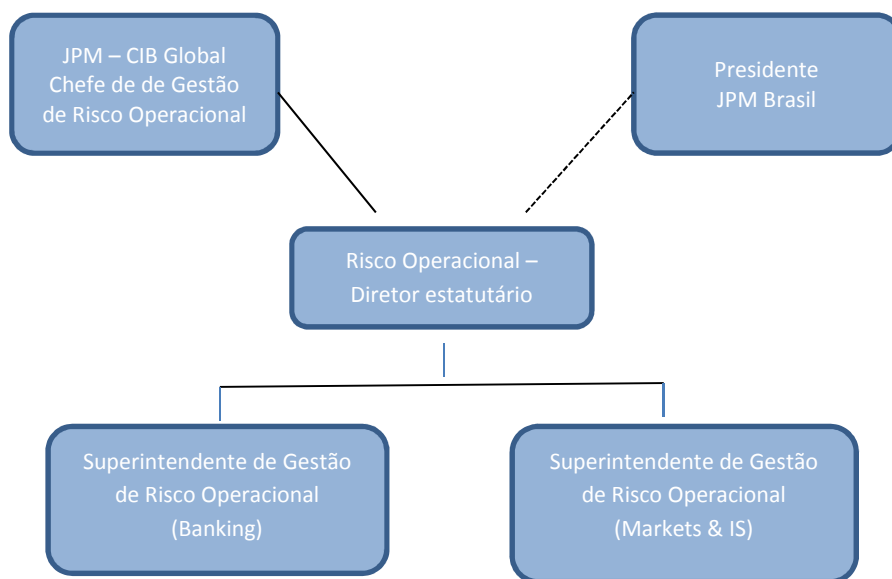 JPM – CIB Global
Chefe de de Gestão
de Risco Operacional
Presidente
JPM Brasil
Risco Operacional –
Diretor estatutário
Superintendente de Gestão
de Risco Operacional
(Banking)
Superintendente de Gestão
de Risco Operacional
(Markets & IS)